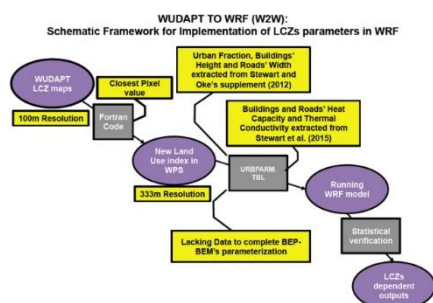 WUDAPT TO WRF (W2W):
Schematic Framework for Implementation of LCZs parameters in WRF
WUDAPT
LCZ maps
100m Resolution
Closest Pixel
value
Fortran
Code
Urban Fraction, Buildings'
Height and Roads' Width
extracted from Stewart and
Oke's supplement (2012)
Buildings and Roads' Heat
Capacity and Thermal
Conductivity extracted from
Stewart et al. (2015)
New Land
Use index in
WPS
333m Resolution
URBPARM.
TBL
Running
WRF model
Lacking Data to complete BEP-
BEM's parameterization
Statistical
verification
LCZs
dependent
outputs